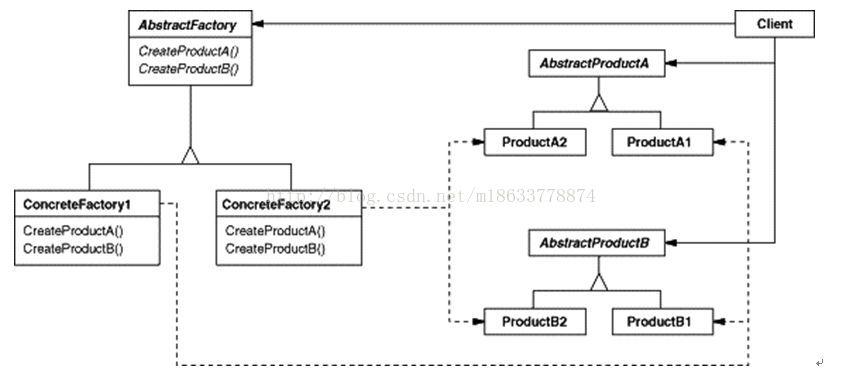 AbstractFactory
CreateProductA()
CreateProductB()
Client
AbstractProductA
ProductA2
ProductA1
ConcreteFactory1
CreateProductA()
CreateProductB()
ConcreteFactory2
CreateProductA()
CreateProductB()
http://blog.csdn.net/ml8633778874
AbstractProductB
ProductB2
ProductB1